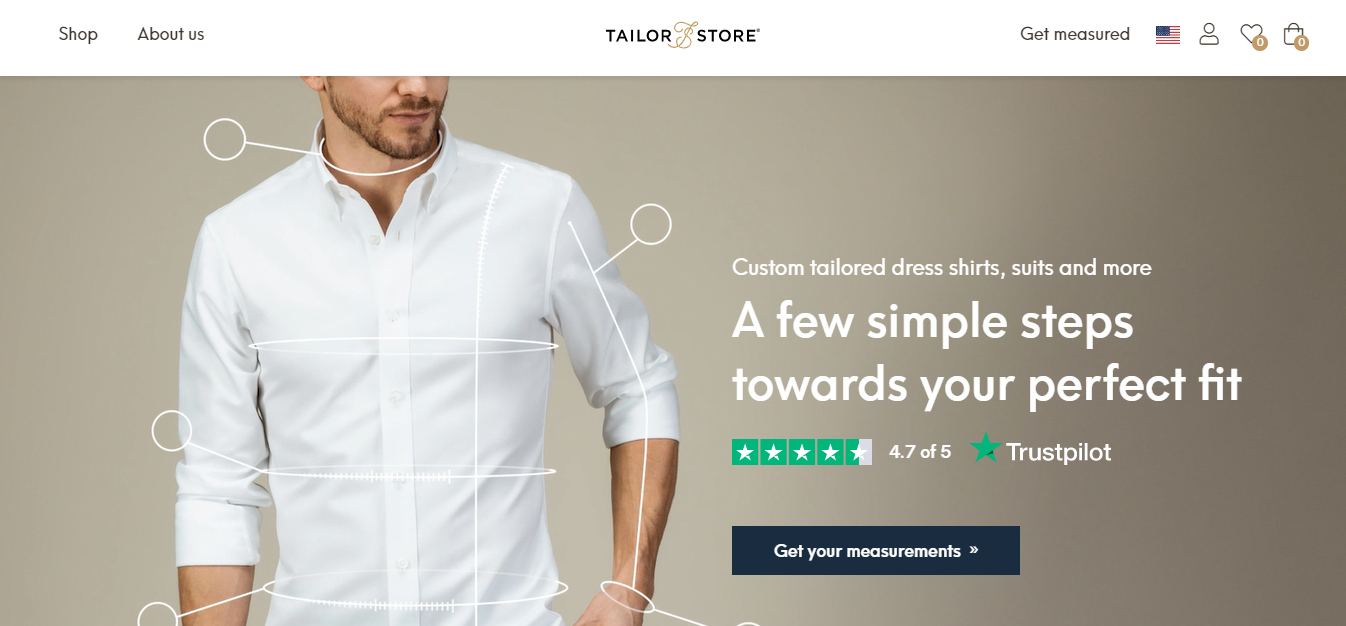 Shop
About us
TAILOR STORE®
Get measured
0
0
Custom tailored dress shirts, suits and more
A few simple steps
towards your perfect fit
4.7 of 5
Trustpilot
Get your measurements »